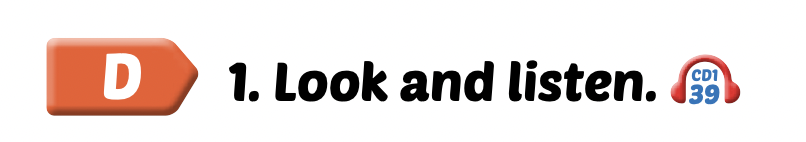 D 1. Look and listen. CD1
39